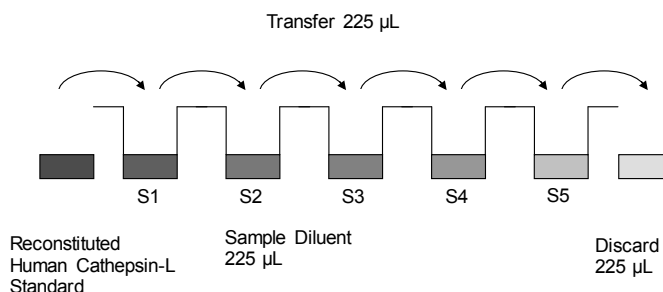 Transfer 225 µL
S1
S2
S3
S4
S5
Reconstituted
Human Cathepsin-L
Standard
Sample Diluent
225 µL
Discard
225 µL